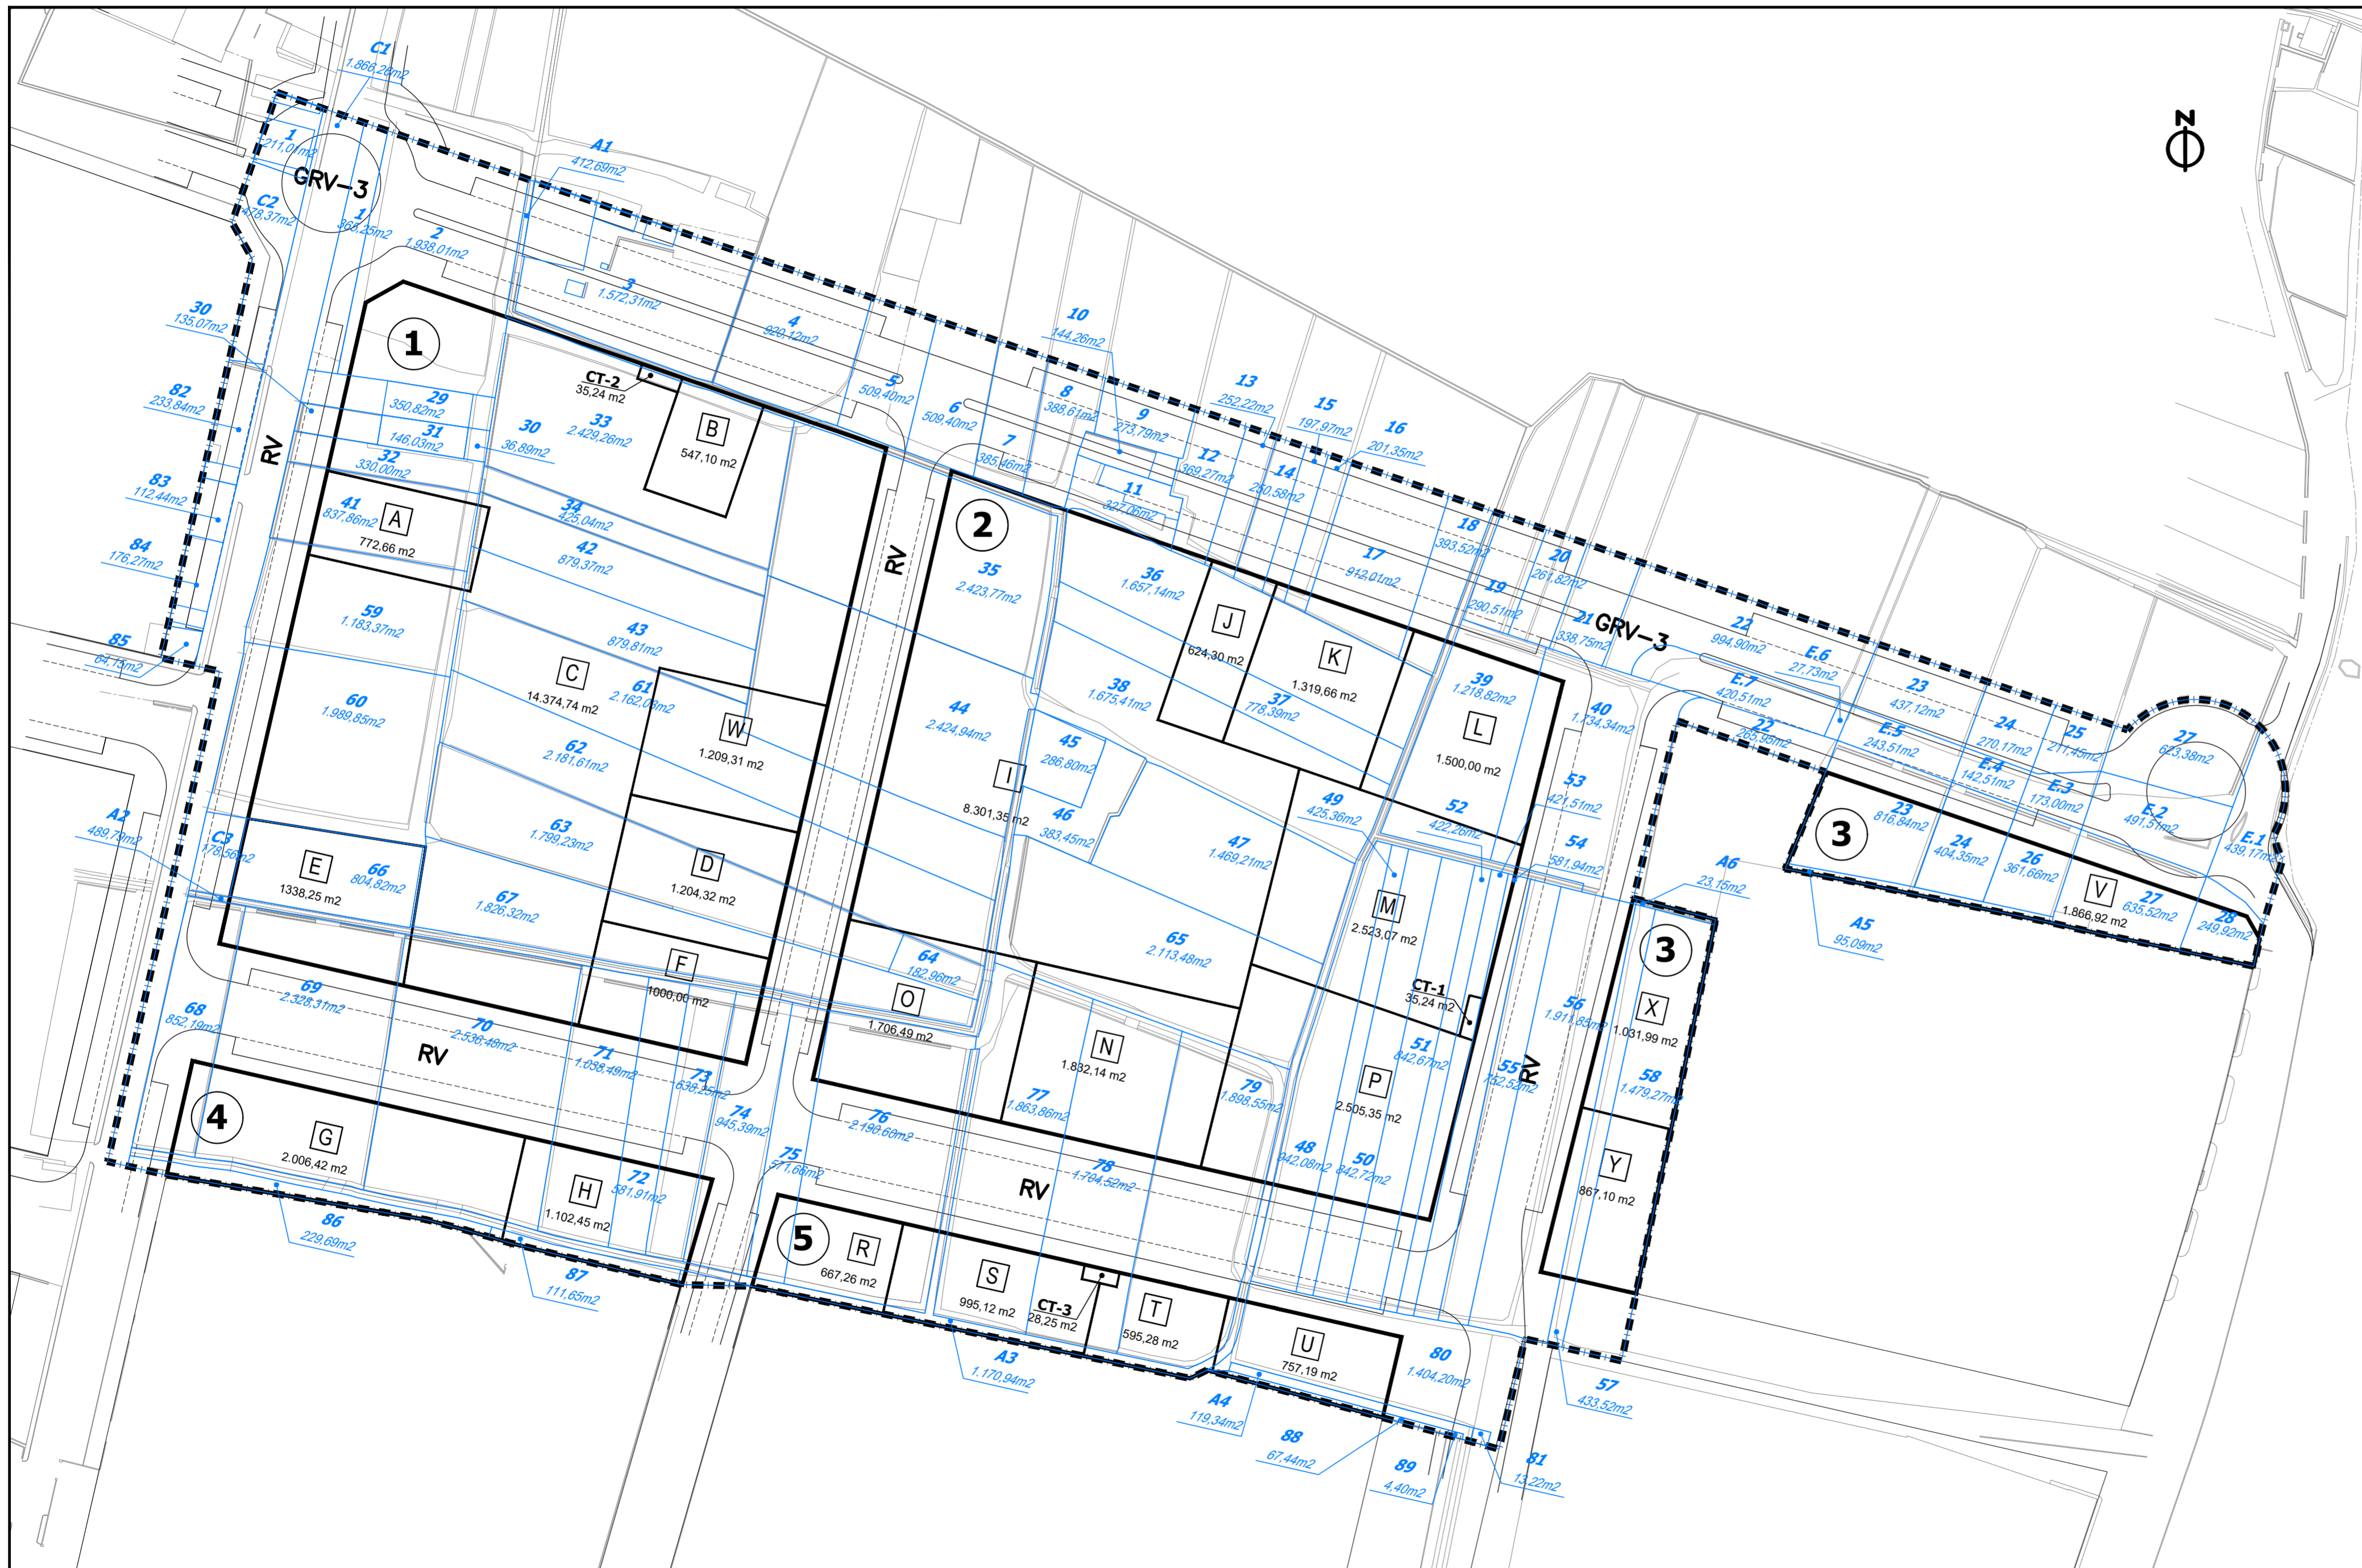 C1
1.866,28m2
A1
412,69m2
N
1
211,01m2
GRV-3
C2
478,37m2
1
365,25m2
2
1.938,01m2
3
1.572,31m2
4
920,12m2
5
509,40m2
6
509,40m2
7
385,46m2
8
388,61m2
9
273,79m2
10
144,26m2
11
327,06m2
12
369,27m2
13
252,22m2
14
250,58m2
15
197,97m2
16
201,35m2
17
912,01m2
18
393,52m2
19
290,51m2
20
261,82m2
21
338,75m2
GRV-3
22
994,90m2
E.6
27,73m2
E.7
420,51m2
22
265,95m2
23
437,12m2
E.5
243,51m2
24
270,17m2
E.4
142,51m2
25
211,45m2
E.3
173,00m2
27
623,38m2
E.2
491,51m2
E.1
439,17m2
3
23
816,84m2
24
404,35m2
26
361,66m2
V
1.866,92 m2
27
635,52m2
28
249,92m2
A5
95,09m2
A6
23,15m2
30
135,07m2
82
233,84m2
83
112,44m2
84
176,27m2
85
64,15m2
RV
1
29
350,82m2
31
146,03m2
30
36,89m2
32
330,00m2
33
2.429,26m2
CT-2
35,24 m2
B
547,10 m2
41
837,86m2
A
772,66 m2
34
425,04m2
42
879,37m2
43
879,81m2
59
1.183,37m2
60
1.989,85m2
C
14.374,74 m2
61
2.162,03m2
62
2.181,61m2
W
1.209,31 m2
63
1.799,23m2
D
1.204,32 m2
A2
489,79m2
C3
178,56m2
E
1338,25 m2
66
804,82m2
67
1.826,32m2
F
1000,00 m2
RV
2
35
2.423,77m2
36
1.657,14m2
J
624,30 m2
K
1.319,66 m2
37
778,39m2
38
1.675,41m2
39
1.218,82m2
L
1.500,00 m2
40
1.734,34m2
44
2.424,94m2
45
286,80m2
46
383,45m2
I
8.301,35 m2
47
1.469,21m2
49
425,36m2
52
422,26m2
53
421,51m2
54
581,94m2
M
2.523,07 m2
64
182,96m2
65
2.113,48m2
O
1.706,49 m2
N
1.832,14 m2
CT-1
35,24 m2
51
842,67m2
P
2.505,35 m2
55
752,52m2
RV
56
1.911,85m2
3
X
1.031,99 m2
58
1.479,27m2
Y
867,10 m2
68
852,19m2
69
2.328,31m2
70
2.536,48m2
RV
71
1.038,49m2
73
638,25m2
74
945,39m2
75
571,66m2
76
2.190,60m2
77
1.863,86m2
78
1.704,52m2
79
1.898,55m2
48
942,08m2
50
842,72m2
RV
4
G
2.006,42 m2
H
1.102,45 m2
72
581,91m2
86
229,69m2
87
111,65m2
5
R
667,26 m2
S
995,12 m2
CT-3
28,25 m2
T
595,28 m2
U
757,19 m2
80
1.404,20m2
A3
1.170,94m2
A4
119,34m2
88
67,44m2
89
4,40m2
81
13,22m2
57
433,52m2